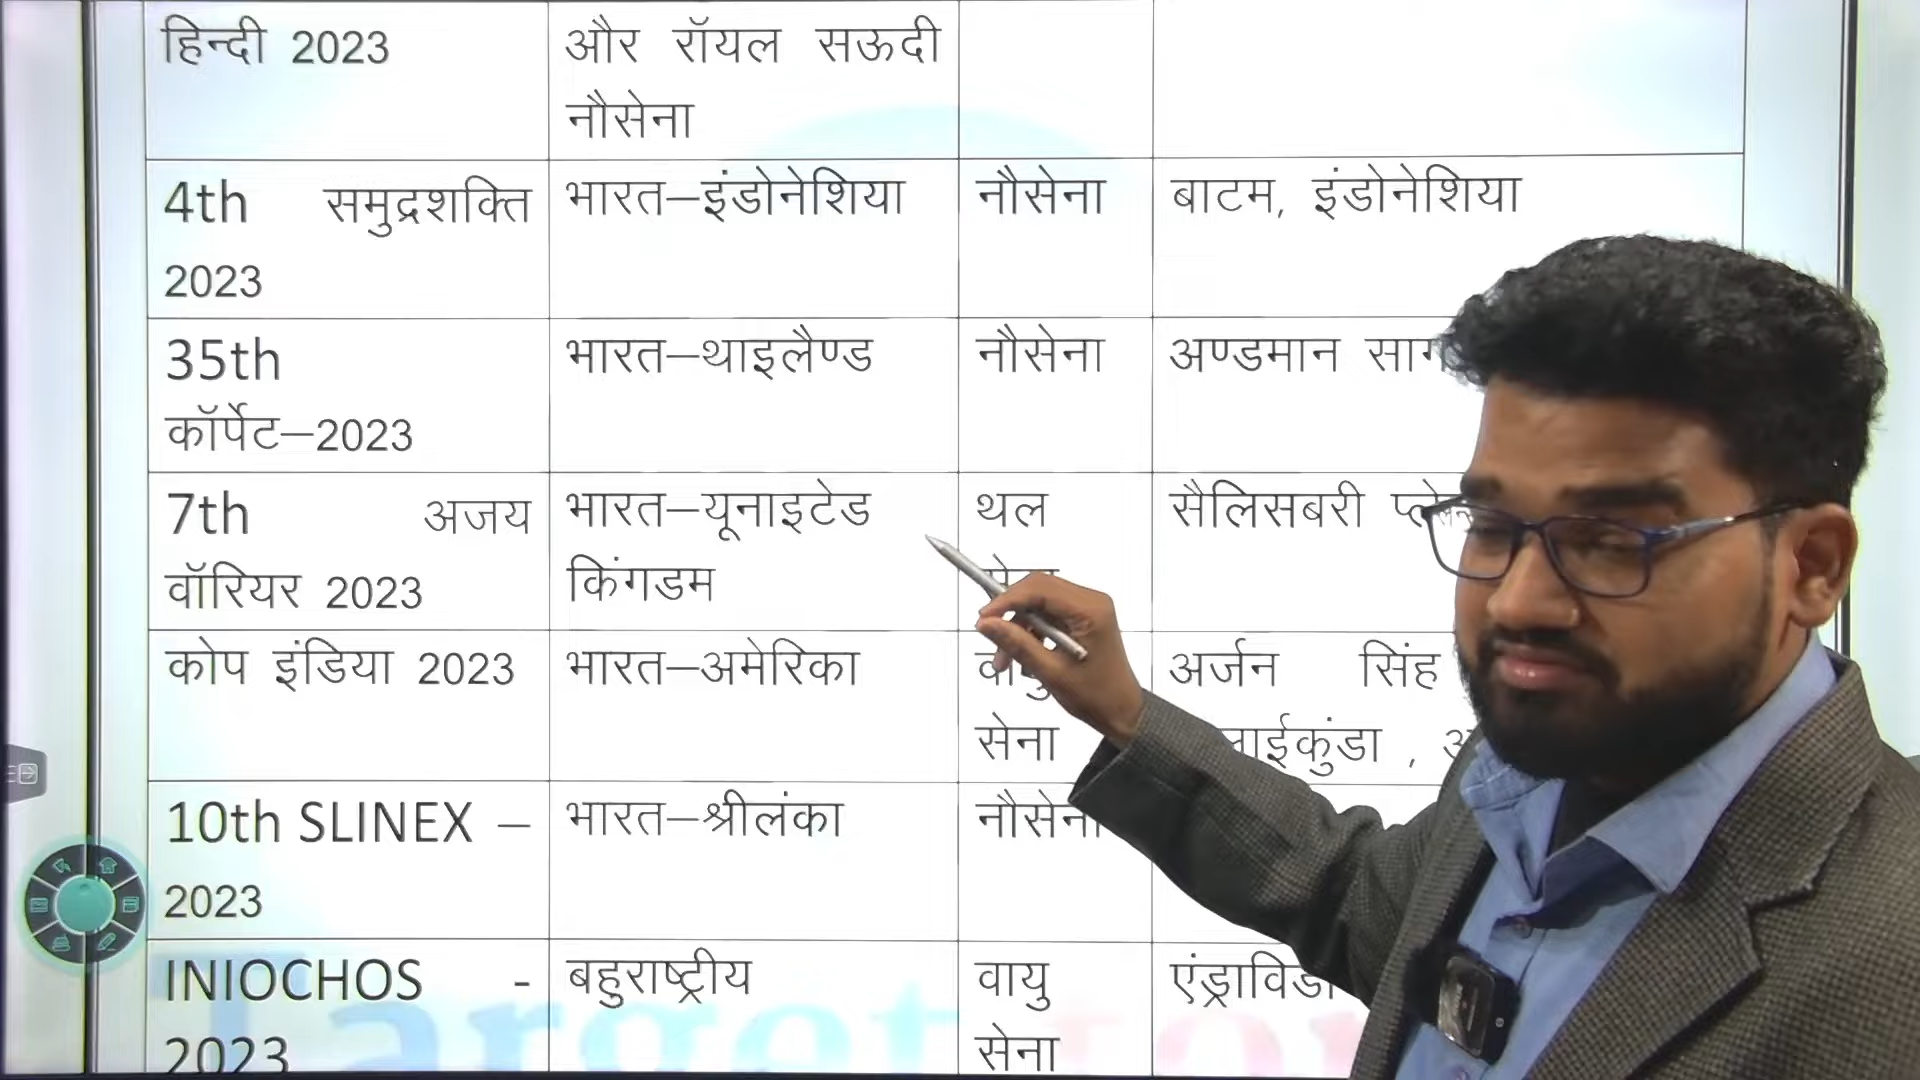 हिन्दी 2023
और रॉयल सऊदी
नौसेना
4th समुद्रशक्ति
2023
भारत–इंडोनेशिया
नौसेना
बाटम, इंडोनेशिया
35th
कॉर्पेट–2023
भारत–थाइलैण्ड
नौसेना
अण्डमान
7th अजय
वॉरियर 2023
भारत–यूनाइटेड
किंगडम
थल
सैलिसबरी
कोप इंडिया 2023
भारत–अमेरिका
सेना
अर्जन सिंह
10th SLINEX –
2023
भारत–श्रीलंका
नौसेना
INIOCHOS -
2023
बहुराष्ट्रीय
वायु
सेना
Target